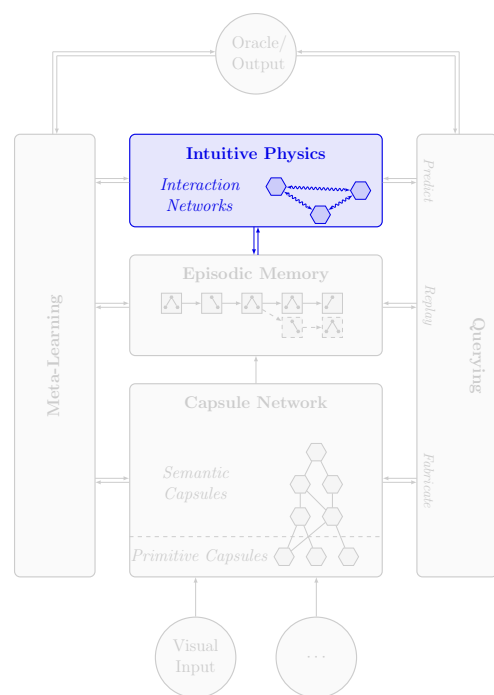 Oracle/
Output
Intuitive Physics
Interaction
Networks
Predict
Episodic Memory
Replay
Meta-Learning
Querying
Capsule Network
Semantic
Capsules
Fabricate
Primitive Capsules
Visual
Input
...